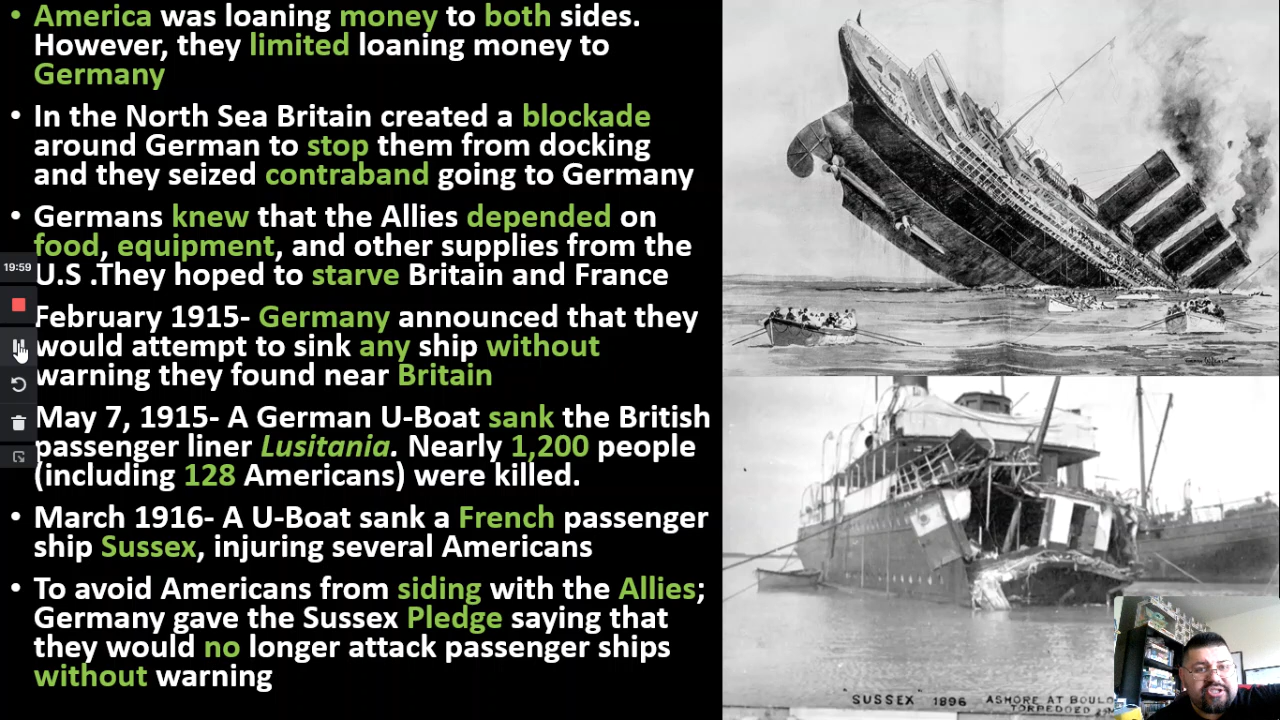 • America was loaning money to both sides.
However, they limited loaning money to
Germany
• In the North Sea Britain created a blockade
around German to stop them from docking
and they seized contraband going to Germany
• Germans knew that the Allies depended on
food, equipment, and other supplies from the
U.S .They hoped to starve Britain and France
19:59
February 1915- Germany announced that they
would attempt to sink any ship without
warning they found near Britain
May 7, 1915- A German U-Boat sank the British
passenger liner Lusitania. Nearly 1,200 people
(including 128 Americans) were killed.
• March 1916- A U-Boat sank a French passenger
ship Sussex, injuring several Americans
• To avoid Americans from siding with the Allies;
Germany gave the Sussex Pledge saying that
they would no longer attack passenger ships
without warning
"SUSSEX" 1896 ASHORE AT BOULO
TORPEDOED